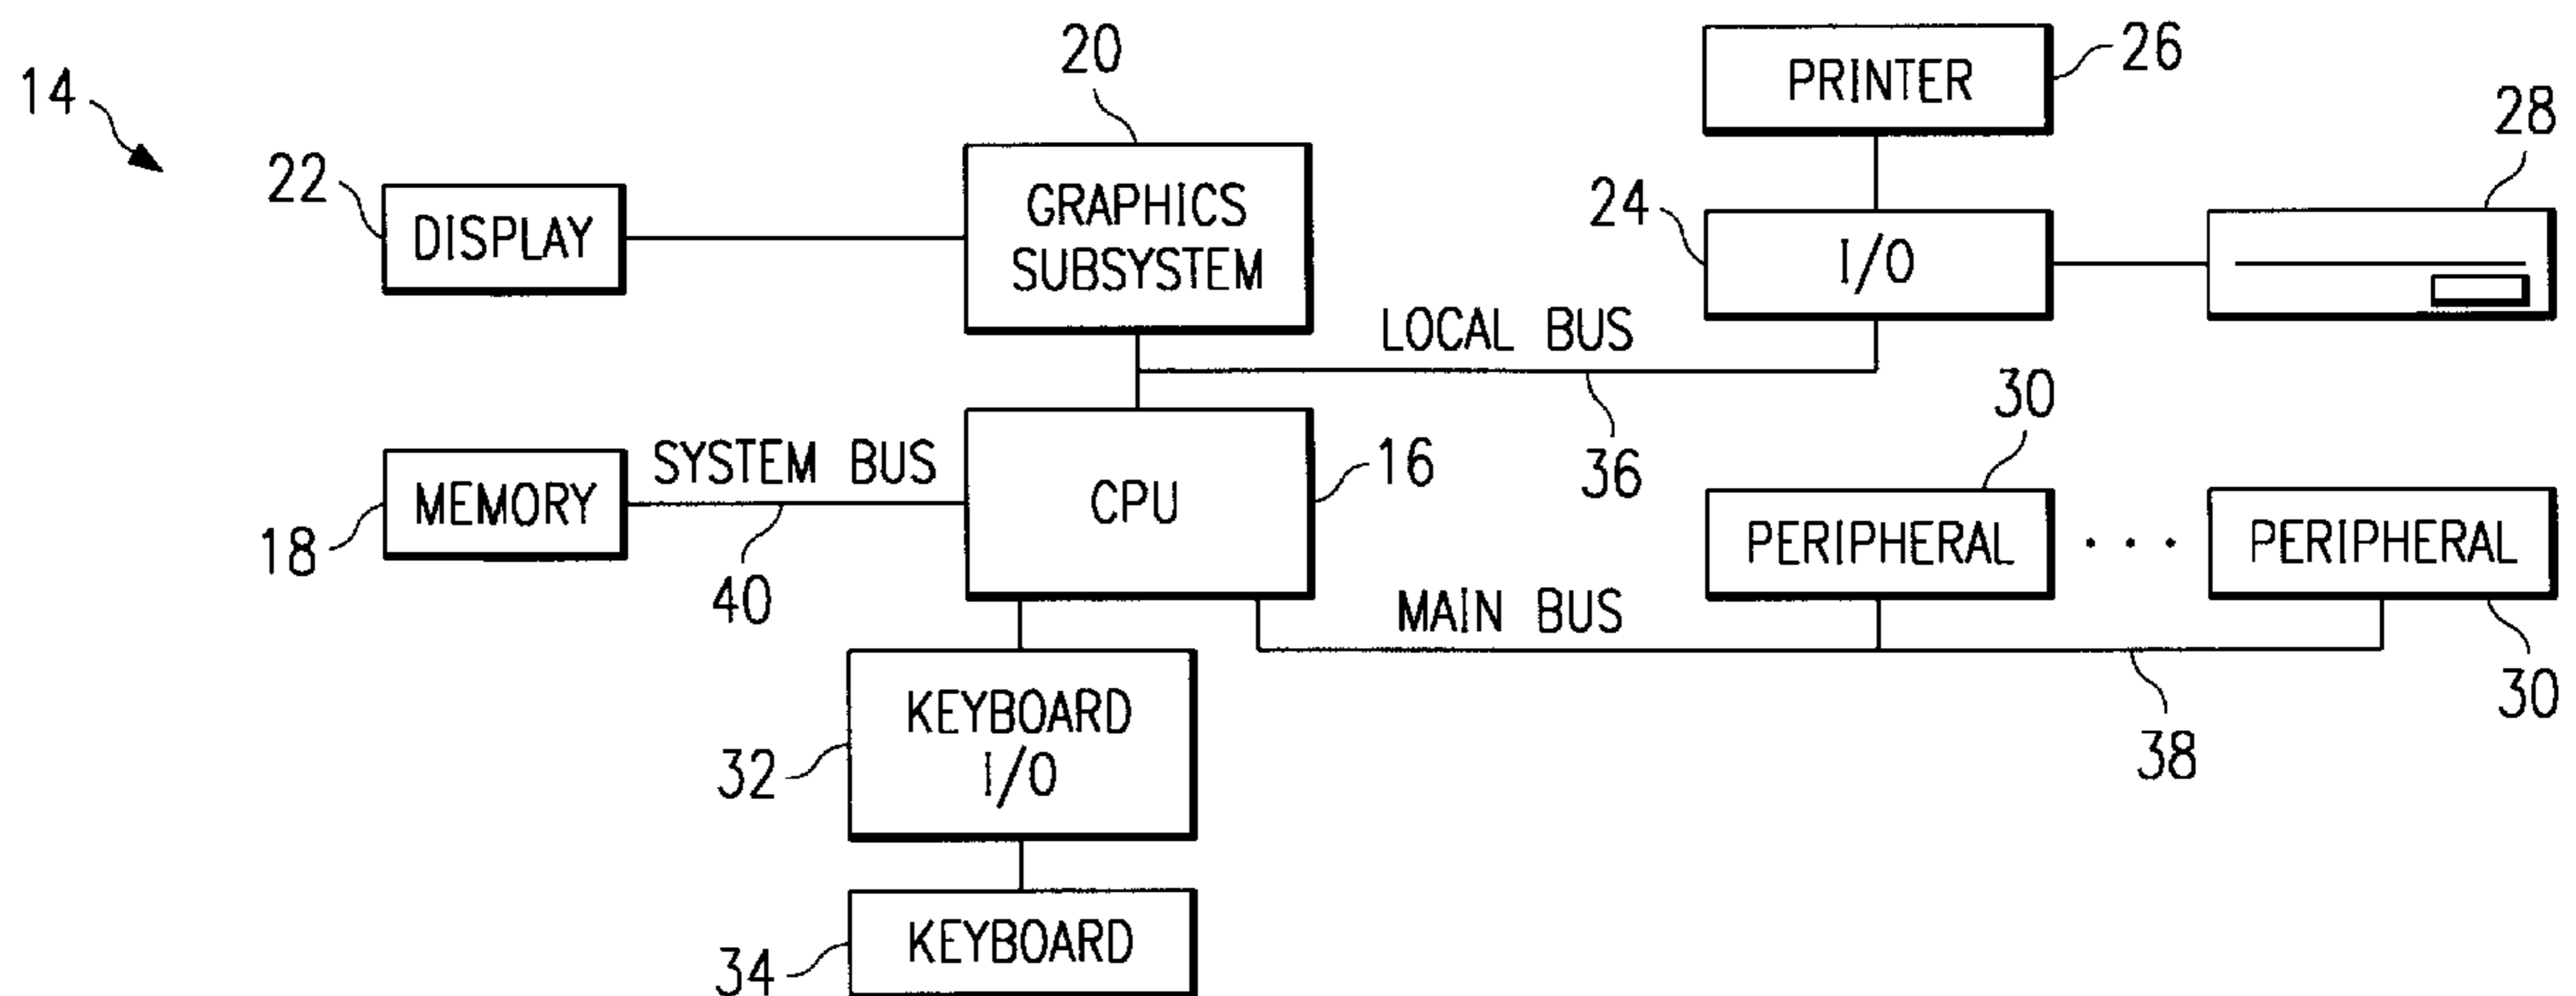 14
20
26
PRINTER
28
22
DISPLAY
GRAPHICS
SUBSYSTEM
24
I/O
LOCAL BUS
36
30
SYSTEM BUS
16
MEMORY
CPU
18
40
PERIPHERAL
. . .
PERIPHERAL
MAIN BUS
30
38
KEYBOARD
I/O
32
KEYBOARD
34